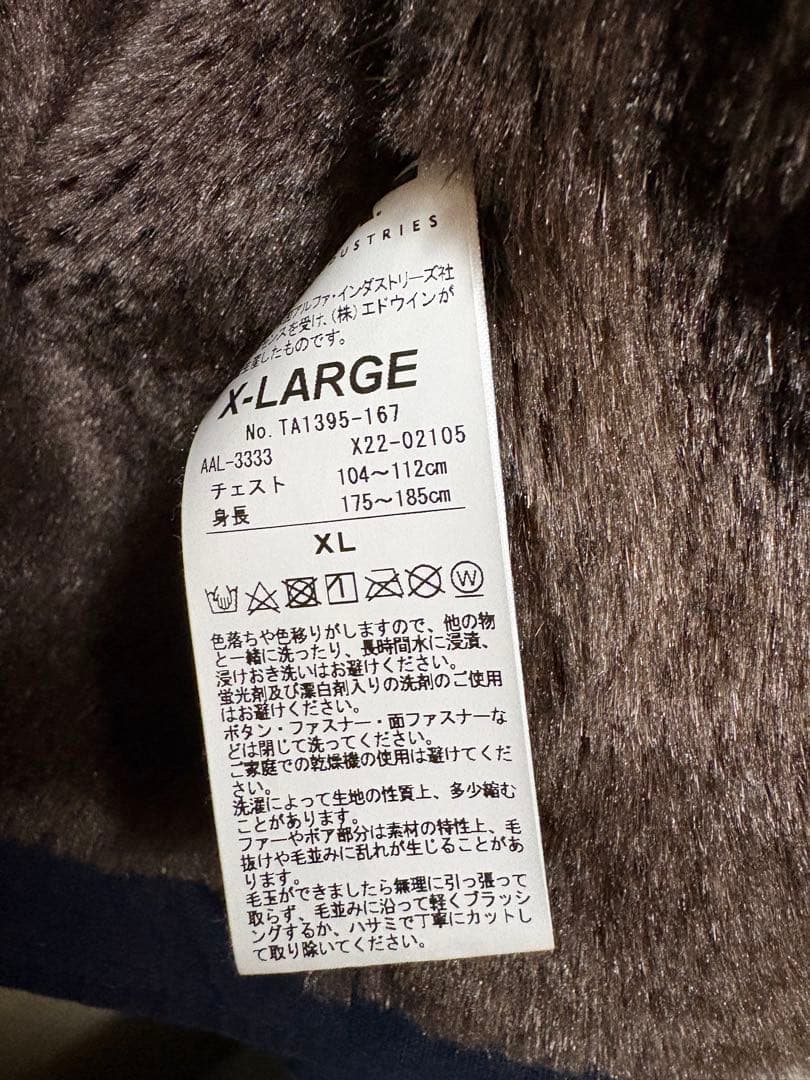 アルファ・インダストリーズ社
センスを受け、(株)エドウインが
産したものです。
X-LARGE
No. TA1395-167
AAL-3333 X22-02105
チェスト 104～112cm
身長 175～185cm
XL
W
色落ちや色移りがしますので、他の物
と一緒に洗ったり、長時間水に浸漬、
浸けおき洗いはお避けください。
蛍光剤及び漂白剤入りの洗剤のご使用
はお避けください。
ボタン・ファスナー・面ファスナーな
どは閉じて洗ってください。
ご家庭での乾燥機の使用は避けてくだ
さい。
洗濯によって生地の性質上、多少縮む
ことがあります。
ファーやボア部分は素材の特性上、毛
抜けや毛並みに乱れが生じることがあ
ります。
毛玉ができましたら無理に引っ張って
取らず、毛並みに沿って軽くブラッシ
ングするか、ハサミで丁寧にカットし
て取り除いてください。